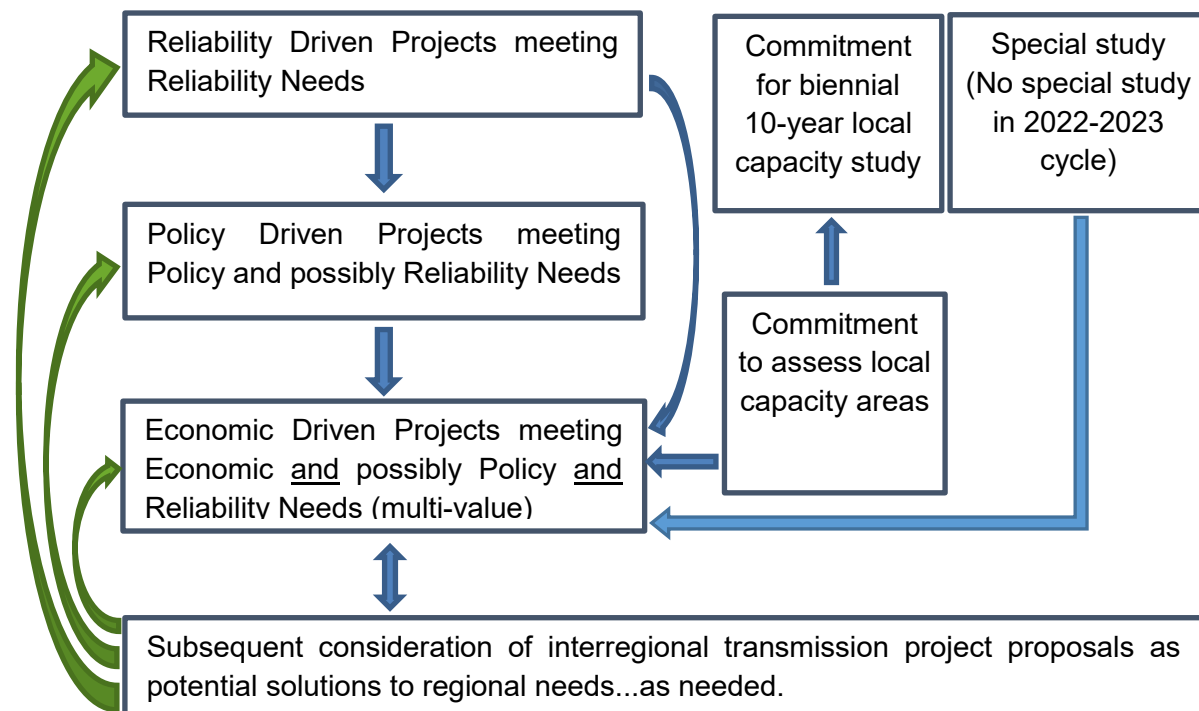 Reliability Driven Projects meeting
Reliability Needs
Policy Driven Projects meeting
Policy and possibly Reliability Needs
Economic Driven Projects meeting
Economic and possibly Policy and
Reliability Needs (multi-value)
Commitment
for biennial
10-year local
capacity study
Special study
(No special study
in 2022-2023
cycle)
Commitment
to assess local
capacity areas
Subsequent consideration of interregional transmission project proposals as
potential solutions to regional needs...as needed.